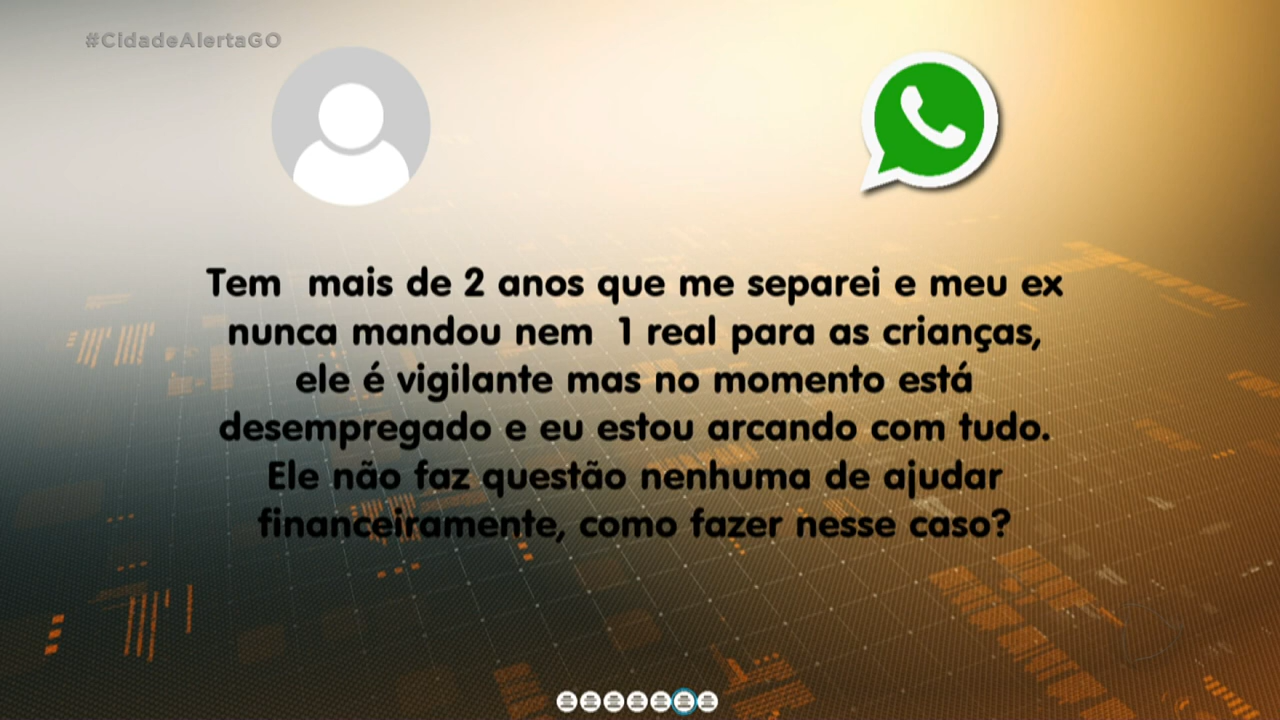 #CidadeAlertaGO
Tem mais de 2 anos que me separei e meu ex
nunca mandou nem 1 real para as crianças,
ele é vigilante mas no momento está
desempregado e eu estou arcando com tudo.
Ele não faz questão nenhuma de ajudar
financeiramente, como fazer nesse caso?